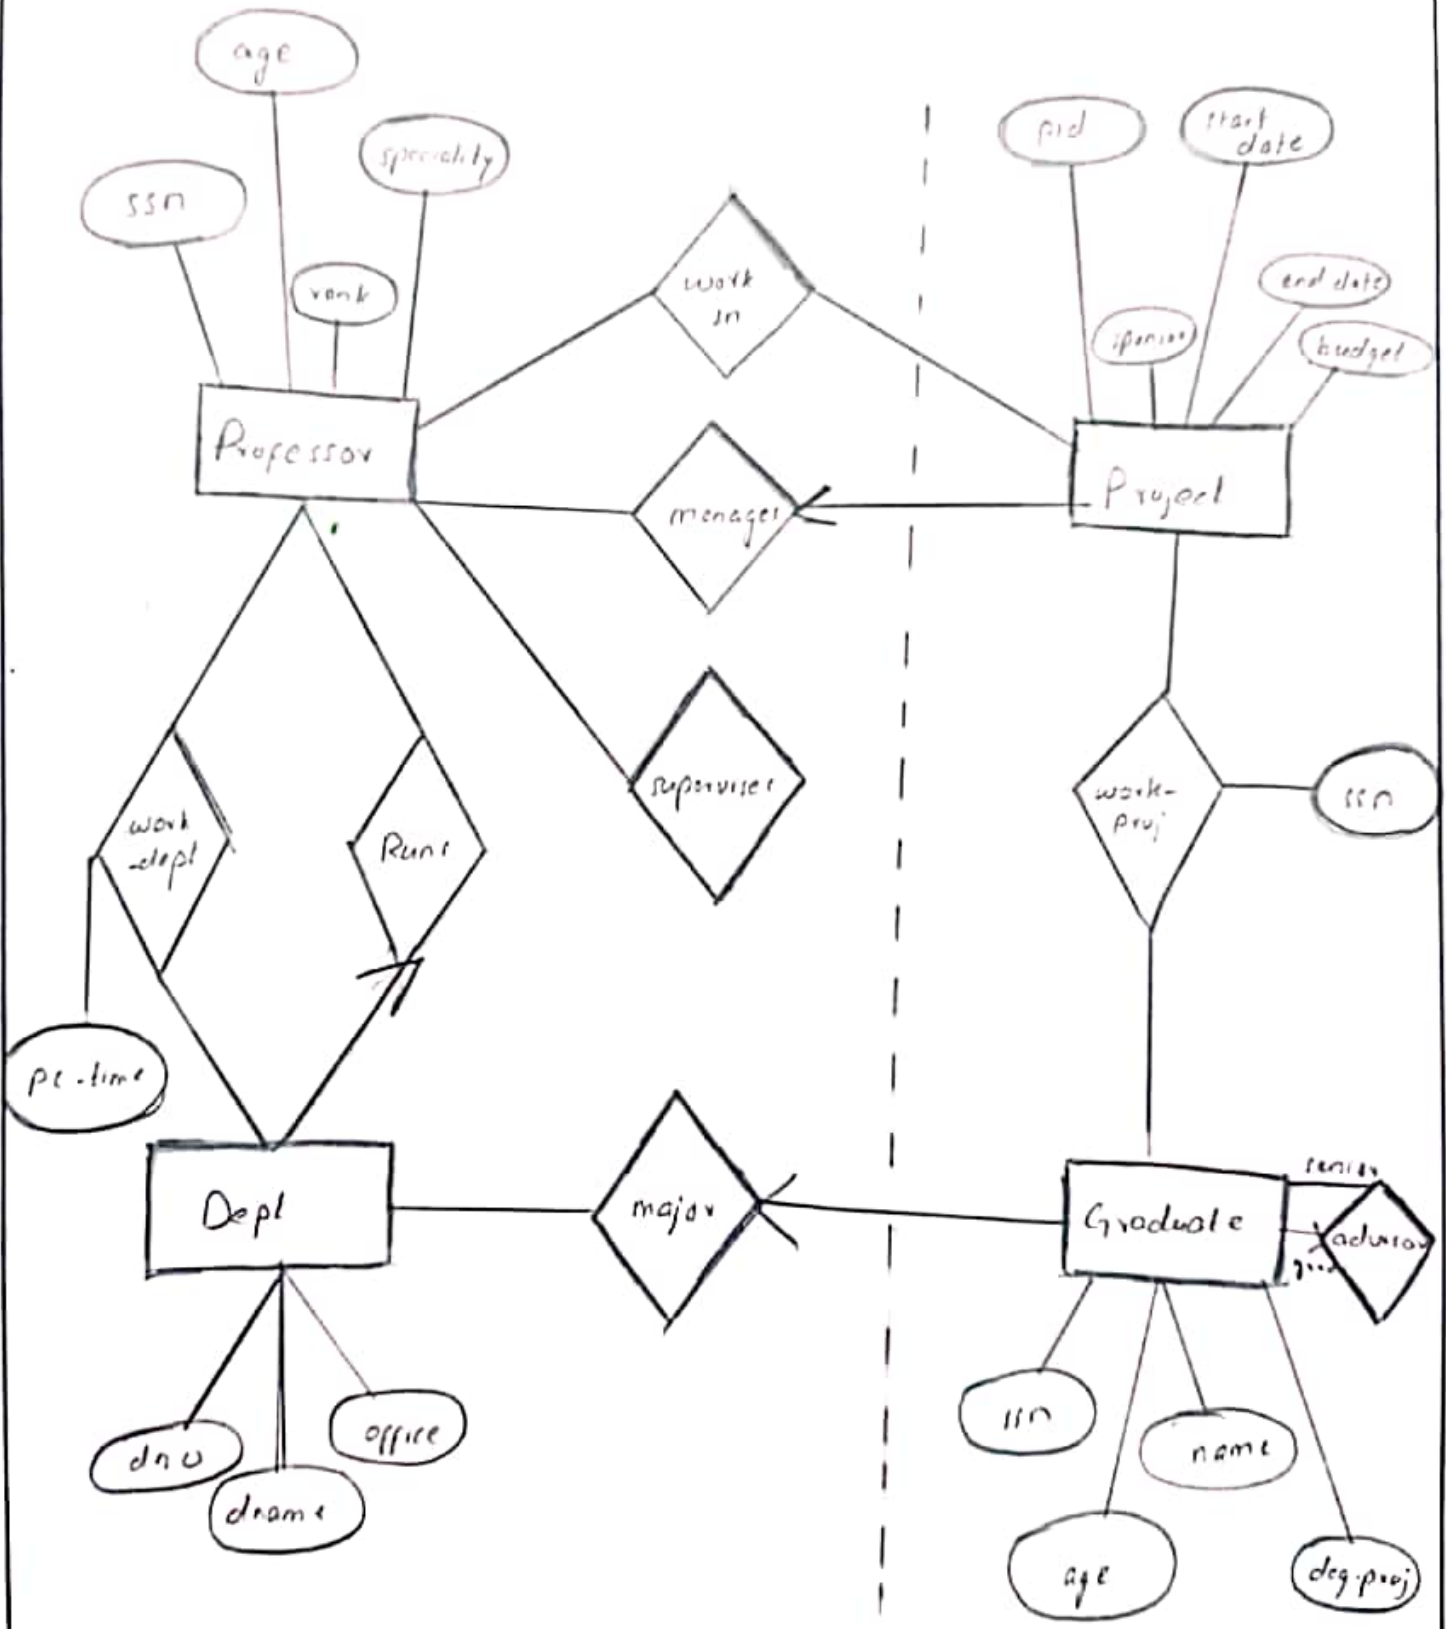 age
speciality
ssn
rank
Professor
work
in
pid
start
date
end date
sponsor
budget
manages
Project
supervises
work
-dept
Runs
work-
proj
ssn
pc-time
Dept
major
Graduate
senior
advisor
dno
dname
office
ssn
name
age
deg.proj